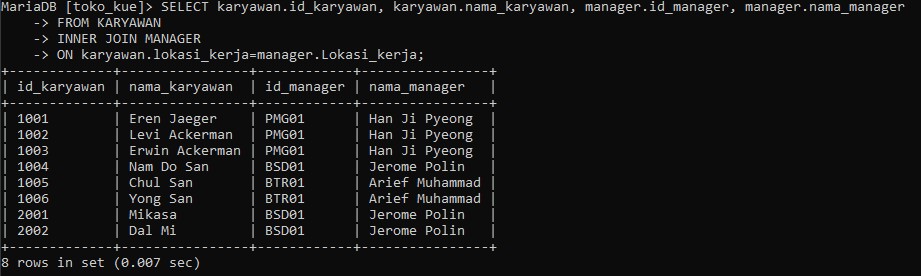 MariaDB [toko_kue]> SELECT karyawan.id_karyawan, karyawan.nama_karyawan, manager.id_manager, manager.nama_manager
    -> FROM KARYAWAN
    -> INNER JOIN MANAGER
    -> ON karyawan.lokasi_kerja=manager.Lokasi_kerja;
+-------------+----------------+------------+----------------+
| id_karyawan | nama_karyawan  | id_manager | nama_manager   |
+-------------+----------------+------------+----------------+
| 1001        | Eren Jaeger    | PMG01      | Han Ji Pyeong  |
| 1002        | Levi Ackerman  | PMG01      | Han Ji Pyeong  |
| 1003        | Erwin Ackerman | PMG01      | Han Ji Pyeong  |
| 1004        | Nam Do San     | BSD01      | Jerome Polin   |
| 1005        | Chul San       | BTR01      | Arief Muhammad |
| 1006        | Yong San       | BTR01      | Arief Muhammad |
| 2001        | Mikasa         | BSD01      | Jerome Polin   |
| 2002        | Dal Mi         | BSD01      | Jerome Polin   |
+-------------+----------------+------------+----------------+
8 rows in set (0.007 sec)